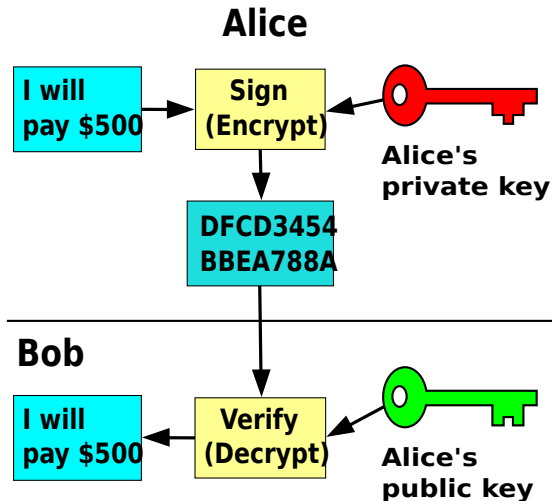 Alice
I will
pay $500
Sign
(Encrypt)
Alice's
private key
DFCD3454
BBEA788A
Bob
I will
pay $500
Verify
(Decrypt)
Alice's
public key